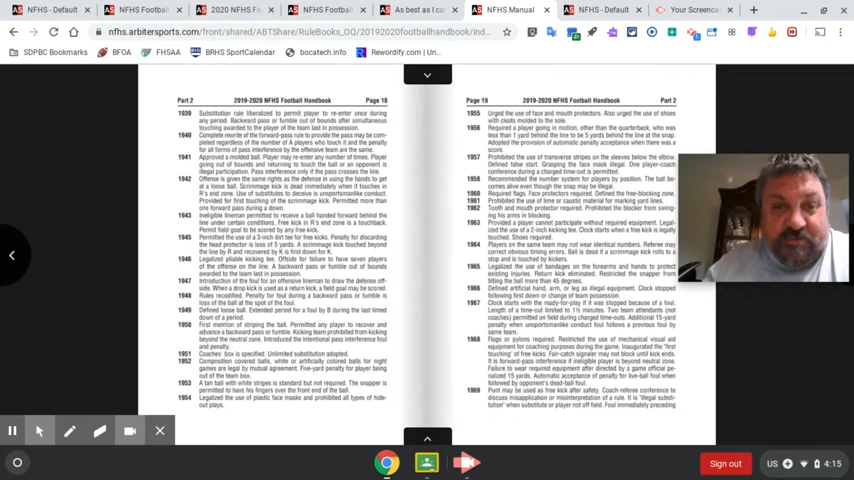 NFHS - Default
NFHS Football
2020 NFHS Fo
NFHS Football
As best as I can
NFHS Manual
NFHS - Default
Your Screencas
nfhs.arbitersports.com/front/shared/ABTShare/RuleBooks_OQ/20192020footballhandbook/ind...
SDPBC Bookmarks
BFOA
FHSAA
BRHS SportCalendar
bocatech.info
Rewordify.com | Un...
Part 2 2019-2020 NFHS Football Handbook Page 18
1939 Substitution rule liberalized to permit player to re-enter once during
any period. Backward pass or fumble out of bounds after simultaneous
touching awarded to the player of the team last in possession.
1940 Complete rewrite of the forward-pass rule to provide the pass may be com-
pleted regardless of the number of A players who touch it and the penalty
for all forms of pass interference by the offensive team are the same.
1941 Approved a molded ball. Player may re-enter any number of times. Player
going out of bounds and returning to touch the ball or an opponent is
illegal participation. Pass interference only if the pass crosses the line.
1942 Offense is given the same rights as the defense in using the hands to get
at a loose ball. Scrimmage kick is dead immediately when it touches in
R's end zone. Use of substitutes to deceive is unsportsmanlike conduct.
Provided for first touching of the scrimmage kick. Permitted more than
one forward pass during a down.
1943 Ineligible lineman permitted to receive a ball handed forward behind the
line under certain conditions. Free kick in R's end zone is a touchback.
Permit field goal to be scored by any free kick.
1945 Permitted the use of a 3-inch dirt tee for free kicks. Penalty for discarding
the head protector is loss of 5 yards. A scrimmage kick touched beyond
the line by R and recovered by K is first down for K.
1946 Legalized pliable kicking tee. Offside for failure to have seven players
of the offense on the line. A backward pass or fumble out of bounds
awarded to the team last in possession.
1947 Introduction of the foul for an offensive lineman to draw the defense off-
side. When a drop kick is used as a return kick, a field goal may be scored.
1948 Rules recodified. Penalty for foul during a backward pass or fumble is
loss of ball at the spot of the foul.
1949 Defined loose ball. Extended period for a foul by B during the last timed
down of a period.
1950 First mention of striping the ball. Permitted any player to recover and
advance a backward pass or fumble. Kicking team prohibited from kicking
beyond the neutral zone. Introduced the intentional pass interference foul
and penalty.
1951 Coaches' box is specified. Unlimited substitution adopted.
1952 Composition covered balls, white or artificially colored balls for night
games are legal by mutual agreement. Five-yard penalty for player being
out of the team box.
1953 A tan ball with white stripes is standard but not required. The snapper is
permitted to have his fingers over the front end of the ball.
1954 Legalized the use of plastic face masks and prohibited all types of hide-
out plays.
Page 19 2019-2020 NFHS Football Handbook Part 2
1955 Urged the use of face and mouth protectors. Also urged the use of shoes
with cleats molded to the sole.
1956 Required a player going in motion, other than the quarterback, who was
less than 1 yard behind the line to be 5 yards behind the line at the snap.
Adopted the provision of automatic penalty acceptance when there was a
score.
1957 Prohibited the use of transverse stripes on the sleeves below the elbow.
Defined false start. Grasping the face mask illegal. One player-coach
conference during a charged time-out is permitted.
1958 Recommended the number system for players by position. The ball be-
comes alive even though the snap may be illegal.
1960 Required flags. Face protectors required. Defined the free-blocking zone.
1961 Prohibited the use of lime or caustic material for marking yard lines.
1962 Tooth and mouth protector required. Prohibited the blocker from swing-
ing his arms in blocking.
1963 Provided a player cannot participate without required equipment. Legal-
ized the use of a 2-inch kicking tee. Clock starts when a free kick is legally
touched. Shoes required.
1964 Players on the same team may not wear identical numbers. Referee may
correct obvious timing errors. Ball is dead if a scrimmage kick rolls to a
stop and is touched by kickers.
1965 Legalized the use of bandages on the forearms and hands to protect
existing injuries. Return kick eliminated. Restricted the snapper from
tilting the ball more than 45 degrees.
1966 Defined artificial hand, arm, or leg as illegal equipment. Clock stopped
following first down or change of team possession.
1967 Clock starts with the ready-for-play if it was stopped because of a foul.
Length of a time-out limited to 1½ minutes. Two team attendants (not
coaches) permitted on field during charged time-outs. Additional 15-yard
penalty when unsportsmanlike conduct foul follows a previous foul by
same team.
1968 Flags or pylons required. Restricted the use of mechanical visual aid
equipment for coaching purposes during the game. Inaugurated the "first
touching" of free kicks. Fair-catch signaler may not block until kick ends.
It is forward-pass interference if ineligible player is beyond neutral zone.
Failure to wear required equipment after directed by a game official pe-
nalized 15 yards. Automatic acceptance of penalty for live-ball foul when
followed by opponent's dead-ball foul.
1969 Punt may be used as free kick after safety. Coach-referee conference to
discuss misapplication or misinterpretation of a rule. It is "illegal substi-
tution" when substitute or player not off field. Foul immediately preceding
Sign out
US
4:15